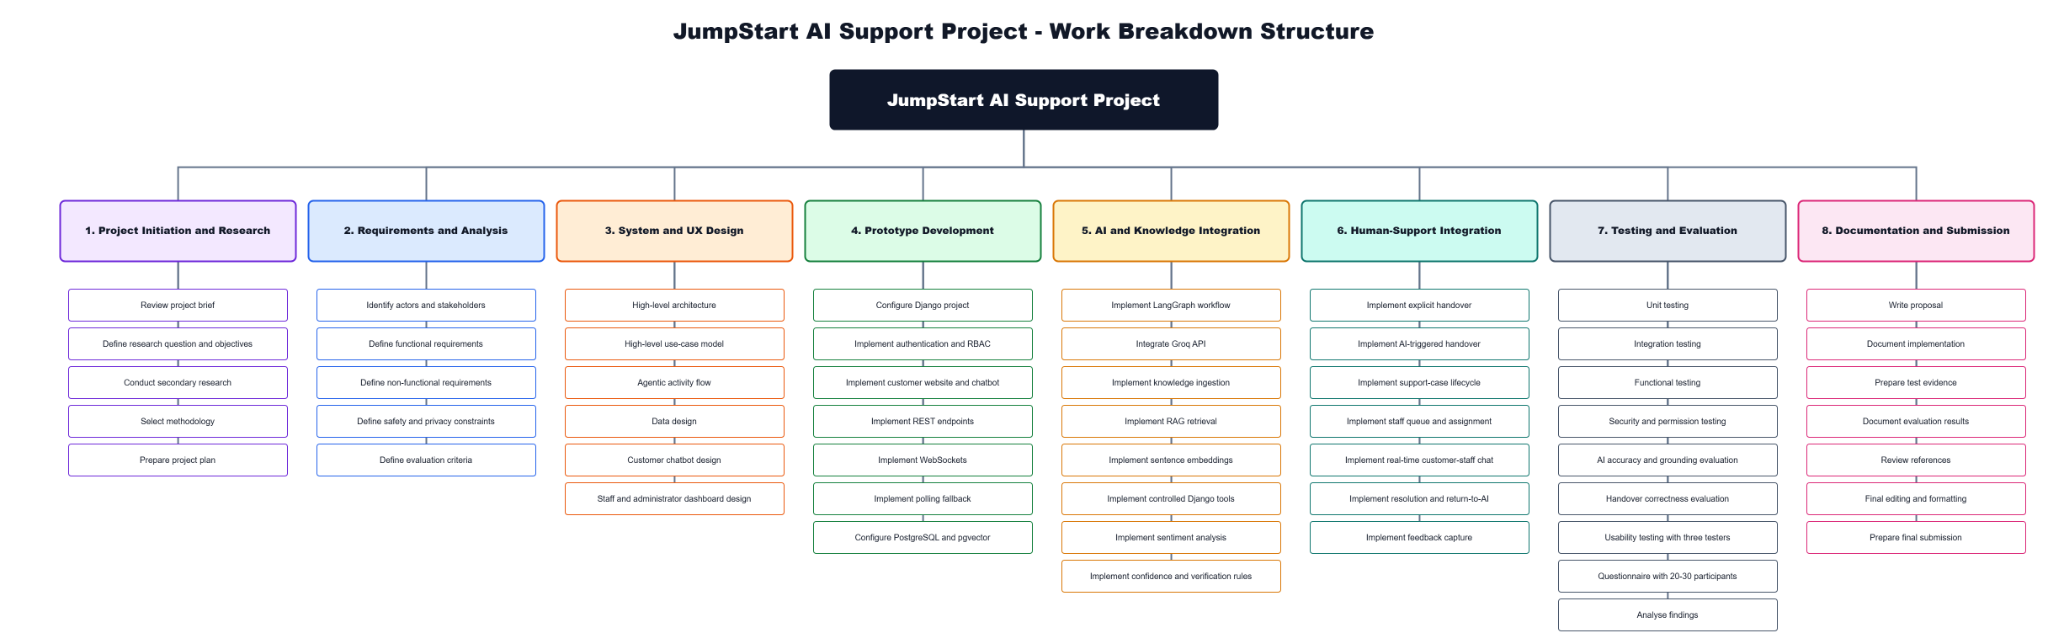 JumpStart AI Support Project - Work Breakdown Structure
JumpStart AI Support Project
1. Project Initiation and Research
Review project brief
Define research question and objectives
Conduct secondary research
Select methodology
Prepare project plan
2. Requirements and Analysis
Identify actors and stakeholders
Define functional requirements
Define non-functional requirements
Define safety and privacy constraints
Define evaluation criteria
3. System and UX Design
High-level architecture
High-level use-case model
Agentic activity flow
Data design
Customer chatbot design
Staff and administrator dashboard design
4. Prototype Development
Configure Django project
Implement authentication and RBAC
Implement customer website and chatbot
Implement REST endpoints
Implement WebSockets
Implement polling fallback
Configure PostgreSQL and pgvector
5. AI and Knowledge Integration
Implement LangGraph workflow
Integrate Groq API
Implement knowledge ingestion
Implement RAG retrieval
Implement sentence embeddings
Implement controlled Django tools
Implement sentiment analysis
Implement confidence and verification rules
6. Human-Support Integration
Implement explicit handover
Implement AI-triggered handover
Implement support-case lifecycle
Implement staff queue and assignment
Implement real-time customer-staff chat
Implement resolution and return-to-AI
Implement feedback capture
7. Testing and Evaluation
Unit testing
Integration testing
Functional testing
Security and permission testing
AI accuracy and grounding evaluation
Handover correctness evaluation
Usability testing with three testers
Questionnaire with 20-30 participants
Analyse findings
8. Documentation and Submission
Write proposal
Document implementation
Prepare test evidence
Document evaluation results
Review references
Final editing and formatting
Prepare final submission